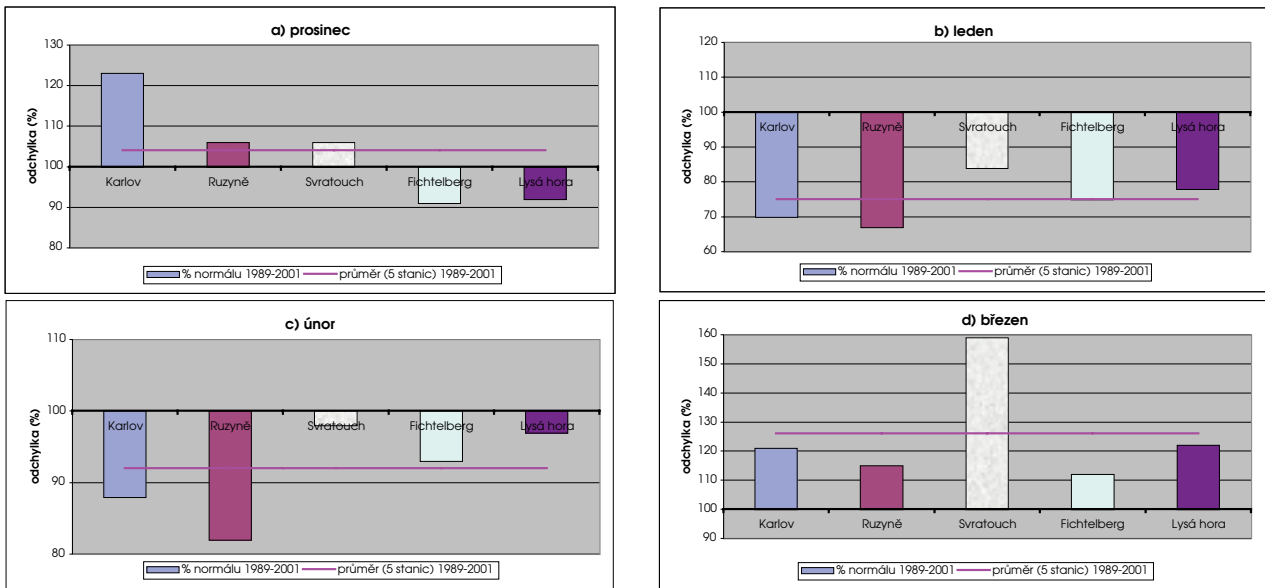 a) prosinec
130
120
110
100
90
80
odchylka (%)
Karlov Ruzyně Svratouch Fichtelberg Lysá hora
% normálu 1989-2001 průměr (5 stanic) 1989-2001
b) leden
120
110
100
90
80
70
60
odchylka (%)
Karlov Ruzyně Svratouch Fichtelberg Lysá hora
% normálu 1989-2001 průměr (5 stanic) 1989-2001
c) únor
110
100
90
80
odchylka (%)
Karlov Ruzyně Svratouch Fichtelberg Lysá hora
% normálu 1989-2001 průměr (5 stanic) 1989-2001
d) březen
160
150
140
130
120
110
100
90
odchylka (%)
Karlov Ruzyně Svratouch Fichtelberg Lysá hora
% normálu 1989-2001 průměr (5 stanic) 1989-2001